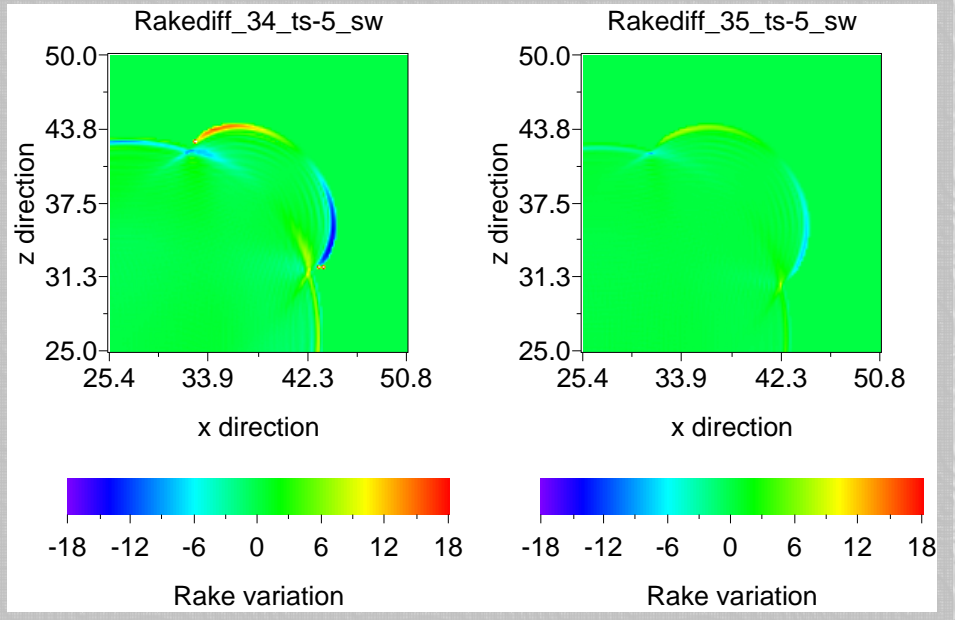 Rakediff_34_ts-5_sw
50.0
43.8
37.5
31.3
25.0
z direction
25.4 33.9 42.3 50.8
x direction
-18 -12 -6 0 6 12 18
Rake variation
Rakediff_35_ts-5_sw
50.0
43.8
37.5
31.3
25.0
z direction
25.4 33.9 42.3 50.8
x direction
-18 -12 -6 0 6 12 18
Rake variation